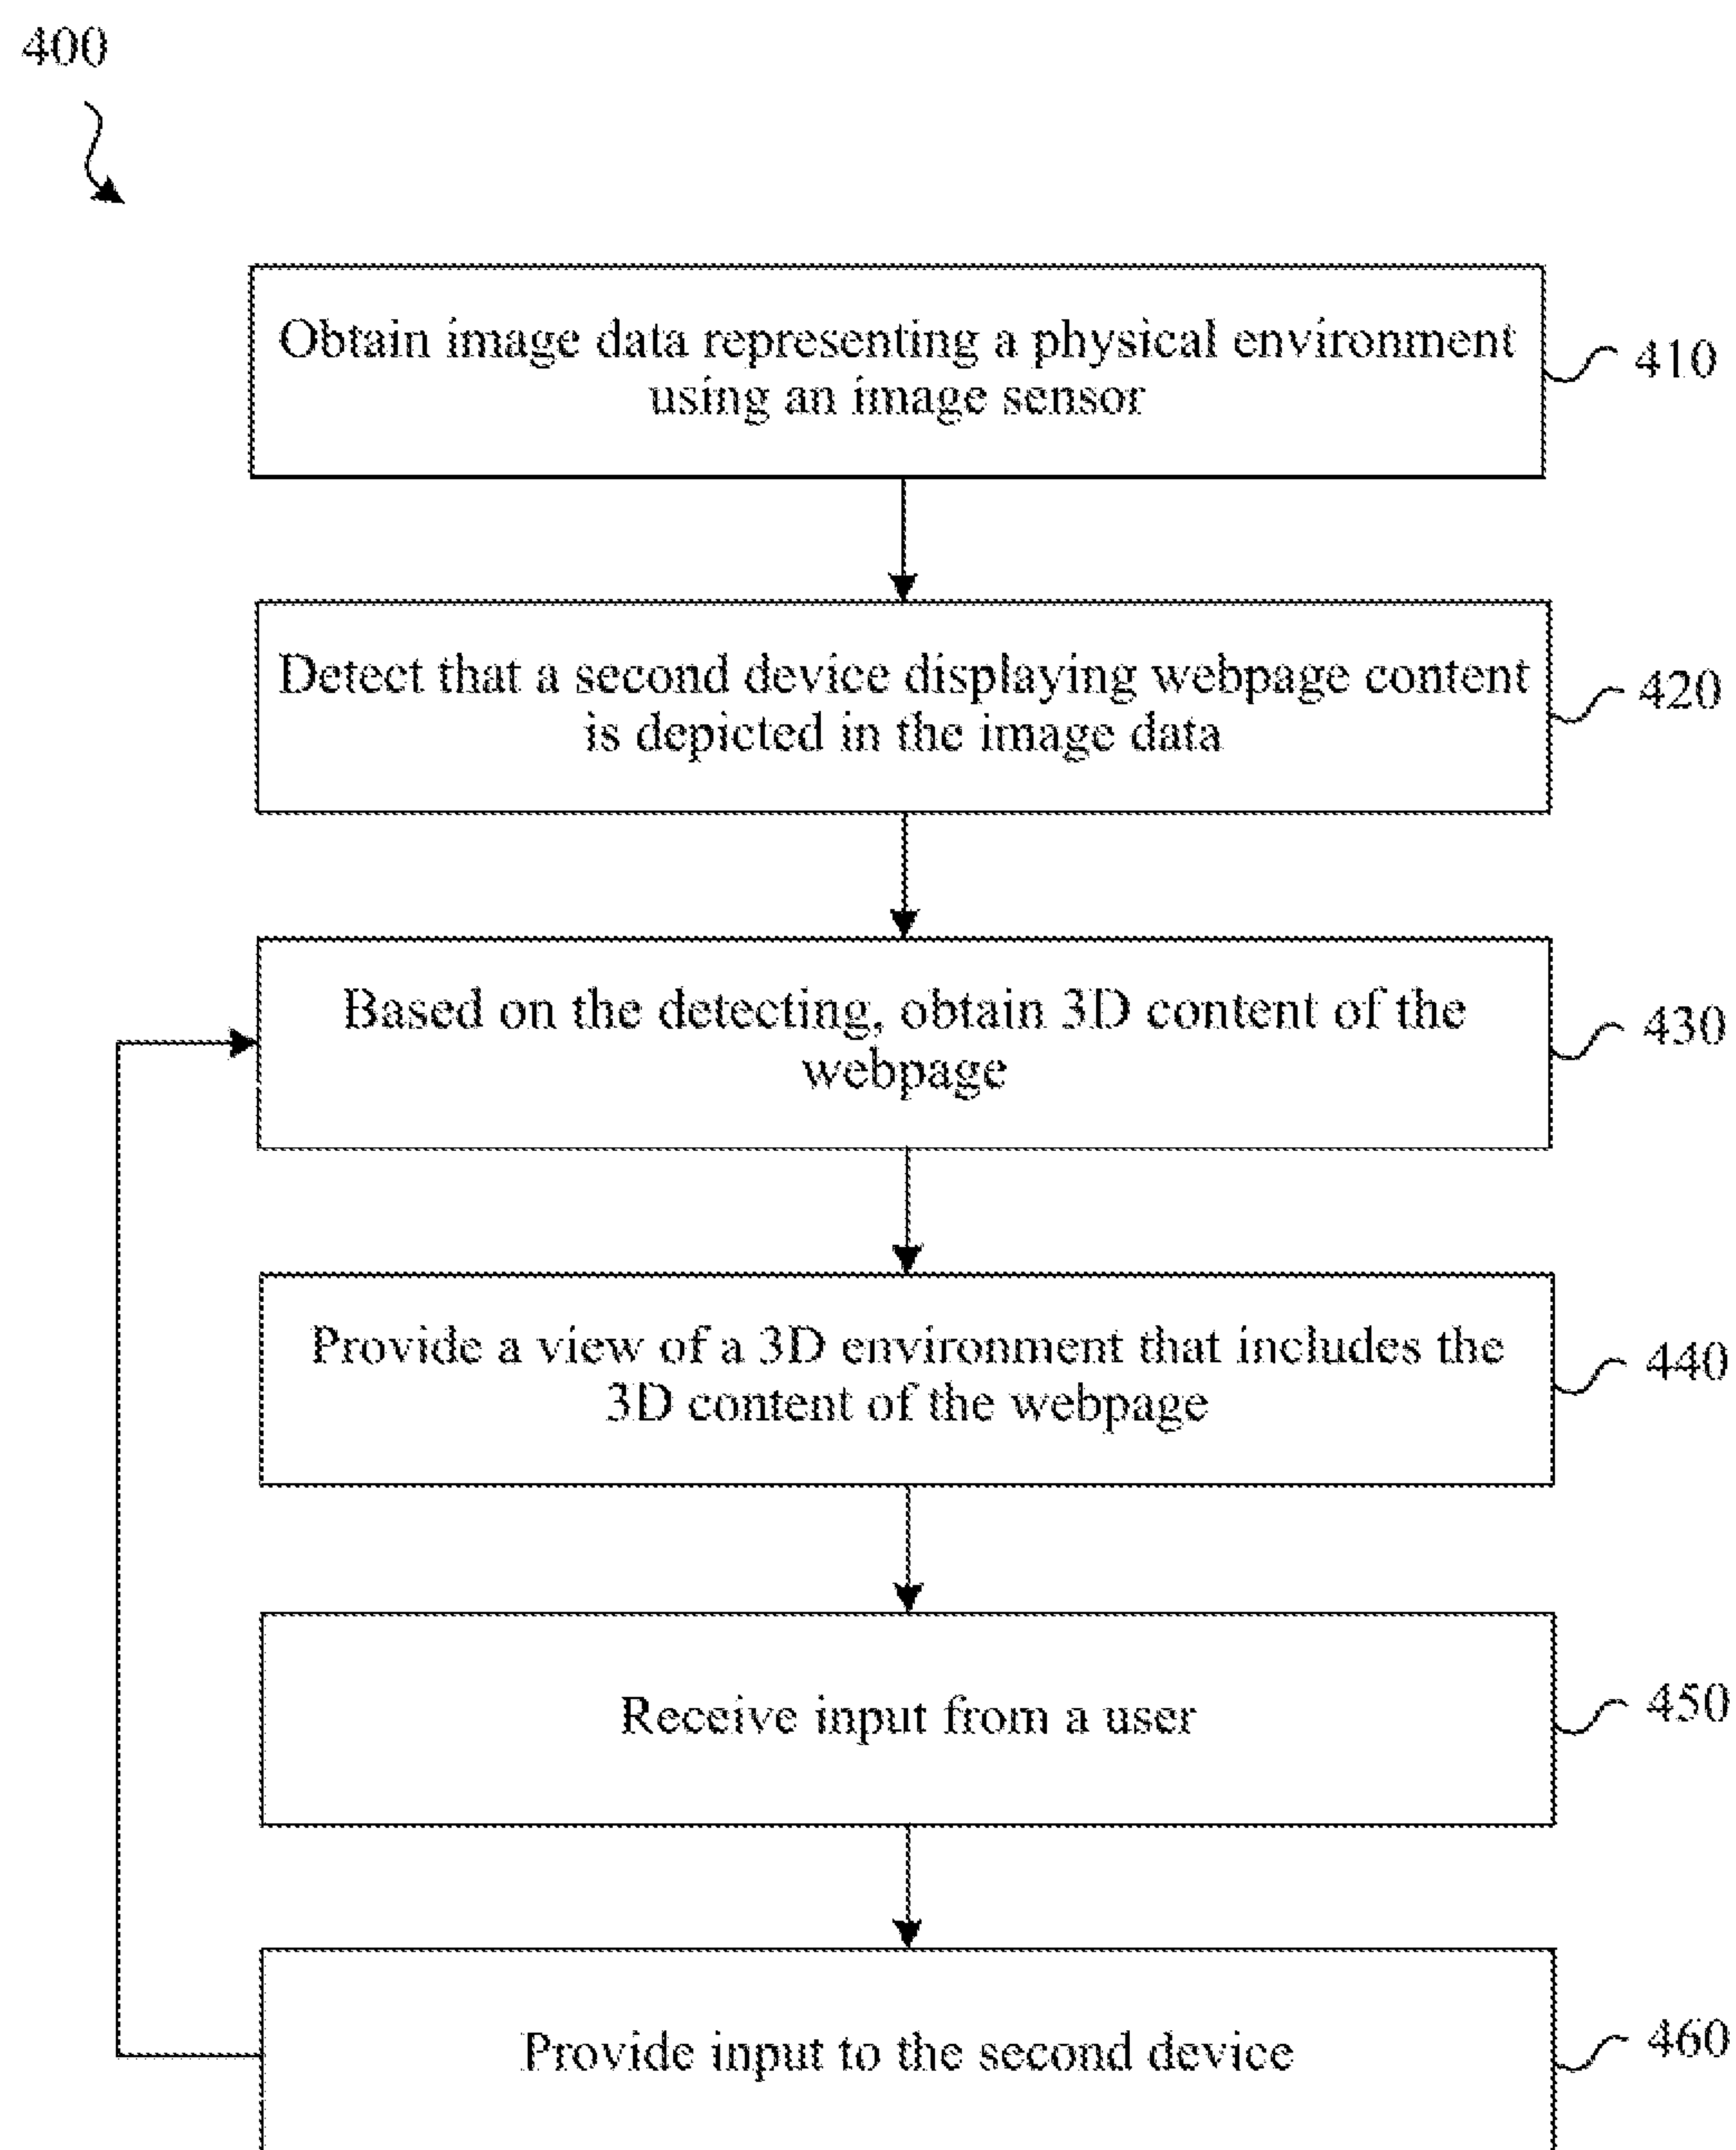 400
Obtain image data representing a physical environment
using an image sensor
410
Detect that a second device displaying webpage content
is depicted in the image data
420
Based on the detecting, obtain 3D content of the
webpage
430
Provide a view of a 3D environment that includes the
3D content of the webpage
440
Receive input from a user
450
Provide input to the second device
460